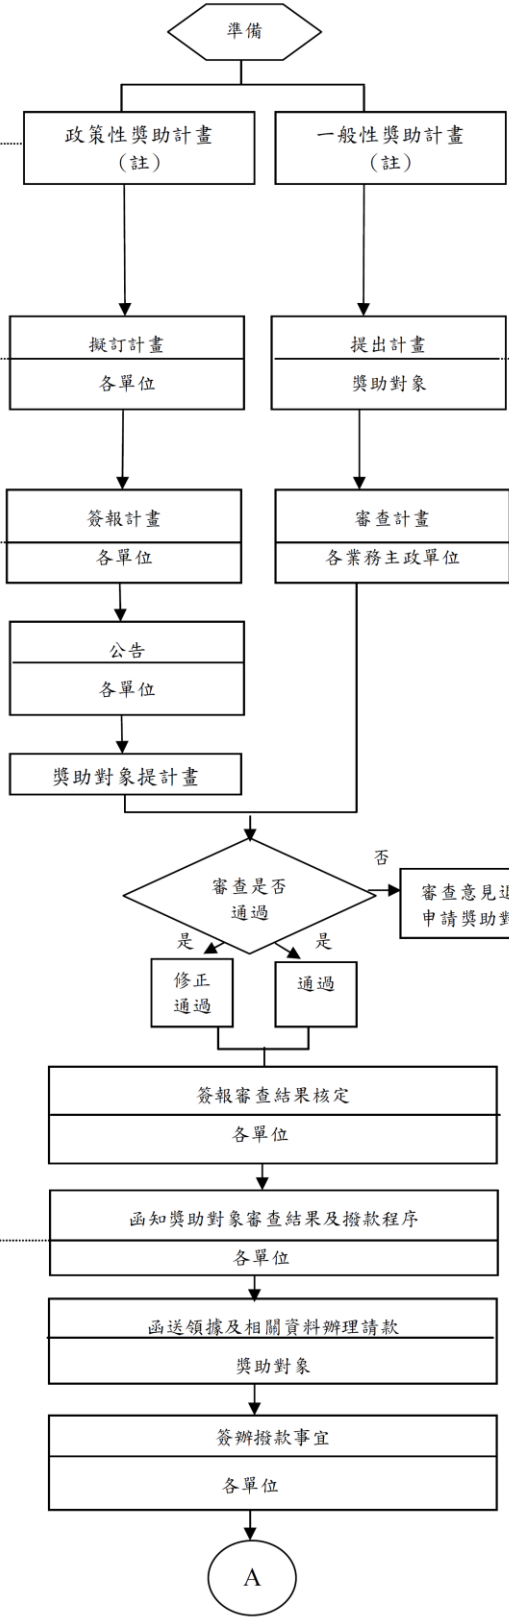 準備
政策性獎助計畫
（註）
一般性獎助計畫
（註）
擬訂計畫
各單位
提出計畫
獎助對象
簽報計畫
各單位
審查計畫
各業務主政單位
公告
各單位
獎助對象提計畫
審查是否
通過
否
審查意見退
申請獎助對
是
是
修正
通過
通過
簽報審查結果核定
各單位
函知獎助對象審查結果及撥款程序
各單位
函送領據及相關資料辦理請款
獎助對象
簽辦撥款事宜
各單位
A